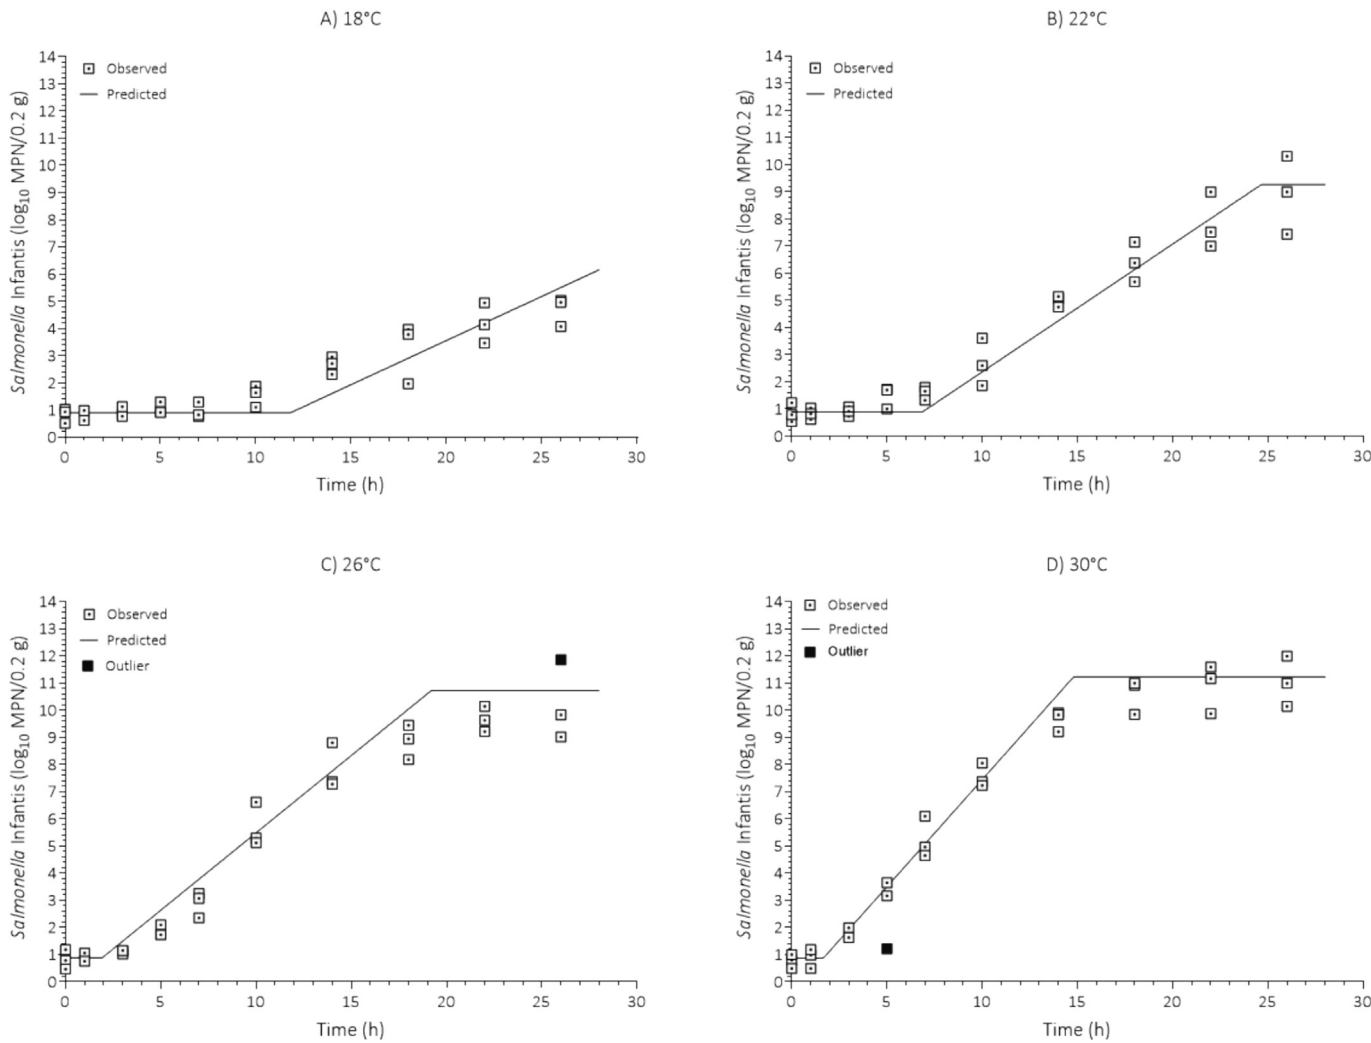 A) 18°C
Salmonella Infantis (log10 MPN/0.2 g)
14
13
12
11
10
9
8
7
6
5
4
3
2
1
0
Observed
Predicted
0 5 10 15 20 25 30
Time (h)
B) 22°C
Salmonella Infantis (log10 MPN/0.2 g)
14
13
12
11
10
9
8
7
6
5
4
3
2
1
0
Observed
Predicted
0 5 10 15 20 25 30
Time (h)
C) 26°C
Salmonella Infantis (log10 MPN/0.2 g)
14
13
12
11
10
9
8
7
6
5
4
3
2
1
0
Observed
Predicted
Outlier
0 5 10 15 20 25 30
Time (h)
D) 30°C
Salmonella Infantis (log10 MPN/0.2 g)
14
13
12
11
10
9
8
7
6
5
4
3
2
1
0
Observed
Predicted
Outlier
0 5 10 15 20 25 30
Time (h)